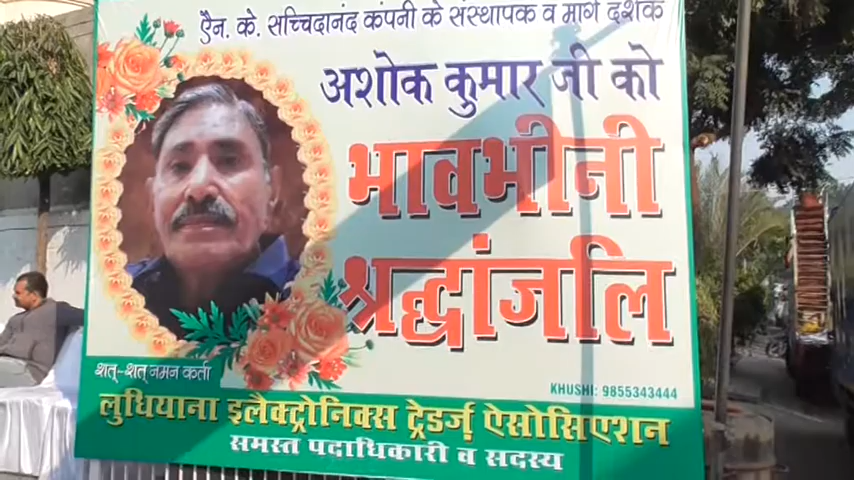 ऐन. के. सच्चिदानंद कंपनी के संस्थापक व मार्ग दर्शक
अशोक कुमार जी को
भावभीनी
श्रद्धांजलि
KHUSHI: 9855343444
शत्-शत् नमन कर्ता
लुधियाना इलैक्ट्रोनिक्स ट्रेडर्ज़ ऐसोसिएशन
समस्त पदाधिकारी व सदस्य